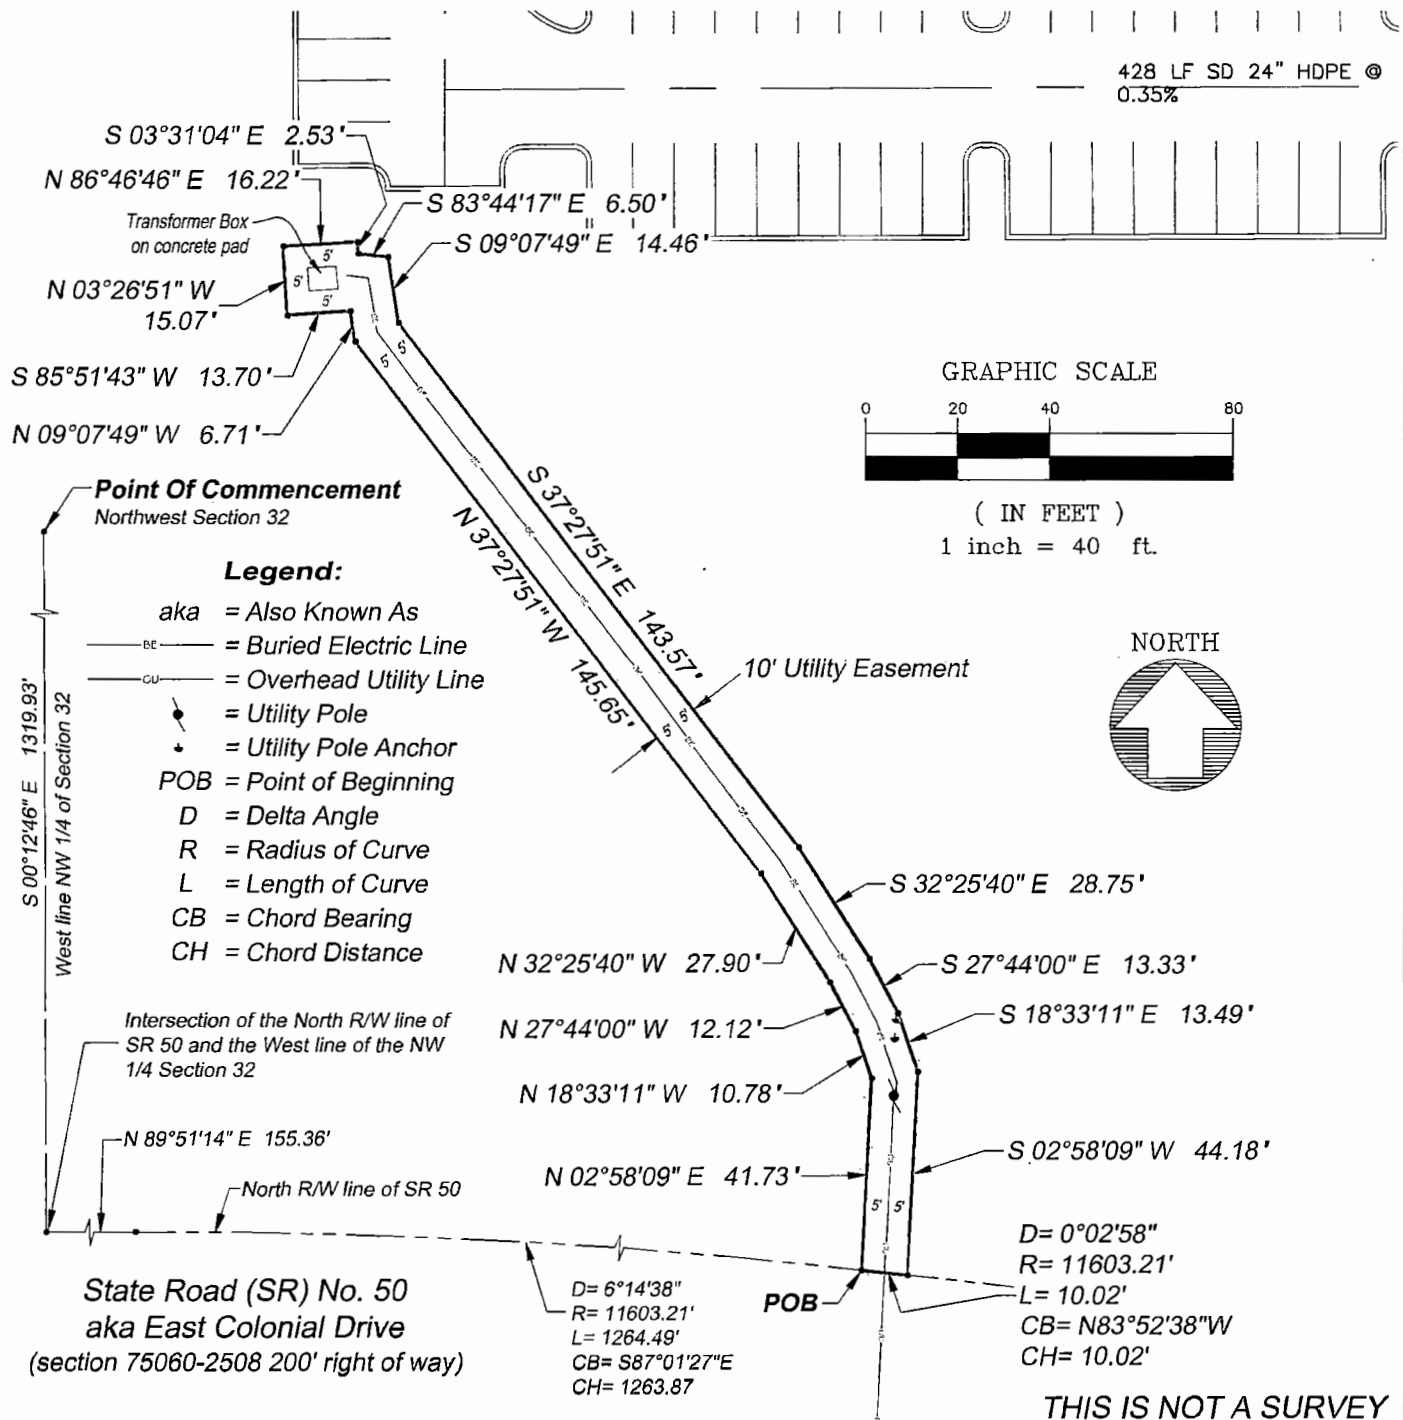 428 LF SD 24" HDPE @
0.35%
S 03°31'04" E 2.53'
N 86°46'46" E 16.22'
S 83°44'17" E 6.50'
Transformer Box
on concrete pad
S 09°07'49" E 14.46'
5'
5'
5'
N 03°26'51" W
15.07'
BE
5'
5
S 85°51'43" W 13.70'
N 09°07'49" W 6.71'
GRAPHIC SCALE
0 20 40 80
( IN FEET )
1 inch = 40 ft.
Point Of Commencement
Northwest Section 32
S 37°27'51" E 143.57'
N 37°27'51" W 145.65'
Legend:
aka = Also Known As
BE = Buried Electric Line
OU = Overhead Utility Line
= Utility Pole
= Utility Pole Anchor
POB = Point of Beginning
D = Delta Angle
R = Radius of Curve
L = Length of Curve
CB = Chord Bearing
CH = Chord Distance
NORTH
10' Utility Easement
5'
5'
S 00°12'46" E 1319.93'
West line NW 1/4 of Section 32
S 32°25'40" E 28.75'
N 32°25'40" W 27.90'
S 27°44'00" E 13.33'
N 27°44'00" W 12.12'
S 18°33'11" E 13.49'
N 18°33'11" W 10.78'
Intersection of the North R/W line of
SR 50 and the West line of the NW
1/4 Section 32
N 89°51'14" E 155.36'
North R/W line of SR 50
N 02°58'09" E 41.73'
S 02°58'09" W 44.18'
5' 5'
State Road (SR) No. 50
aka East Colonial Drive
(section 75060-2508 200' right of way)
D= 6°14'38"
R= 11603.21'
L= 1264.49'
CB= S87°01'27"E
CH= 1263.87
POB
D= 0°02'58"
R= 11603.21'
L= 10.02'
CB= N83°52'38"W
CH= 10.02'
THIS IS NOT A SURVEY